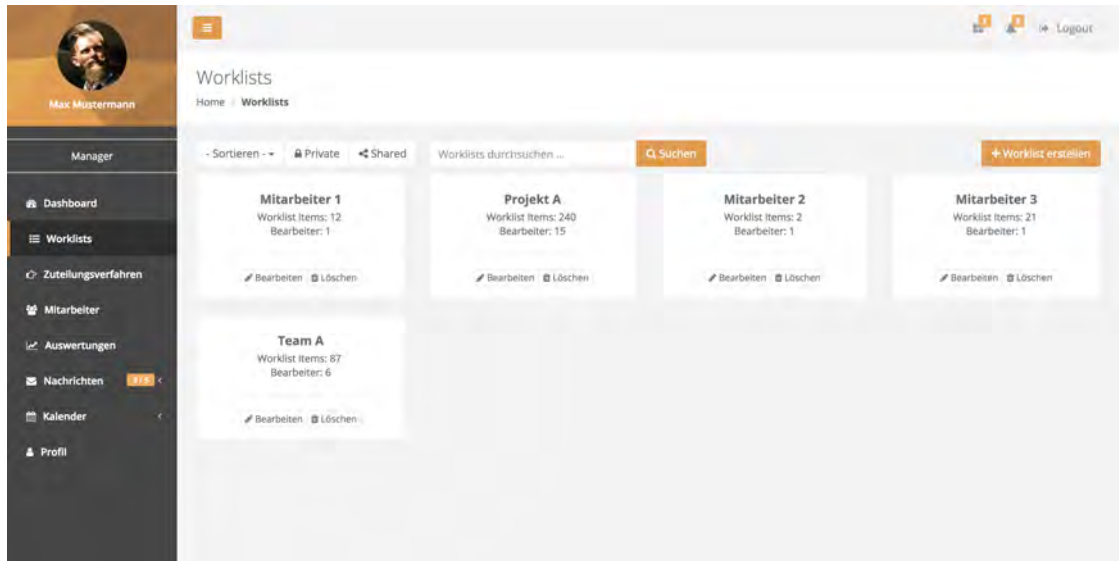 Max Mustermann
Manager
Dashboard
Worklists
Zuteilungsverfahren
Mitarbeiter
Auswertungen
Nachrichten
Kalender
Profil
Logout
Worklists
Home / Worklists
- Sortieren - Private Shared Worklists durchsuchen ... Suchen + Worklist erstellen
Mitarbeiter 1
Worklist Items: 12
Bearbeiter: 1
Bearbeiten Löschen
Projekt A
Worklist Items: 240
Bearbeiter: 15
Bearbeiten Löschen
Mitarbeiter 2
Worklist Items: 2
Bearbeiter: 1
Bearbeiten Löschen
Mitarbeiter 3
Worklist Items: 21
Bearbeiter: 1
Bearbeiten Löschen
Team A
Worklist Items: 87
Bearbeiter: 6
Bearbeiten Löschen